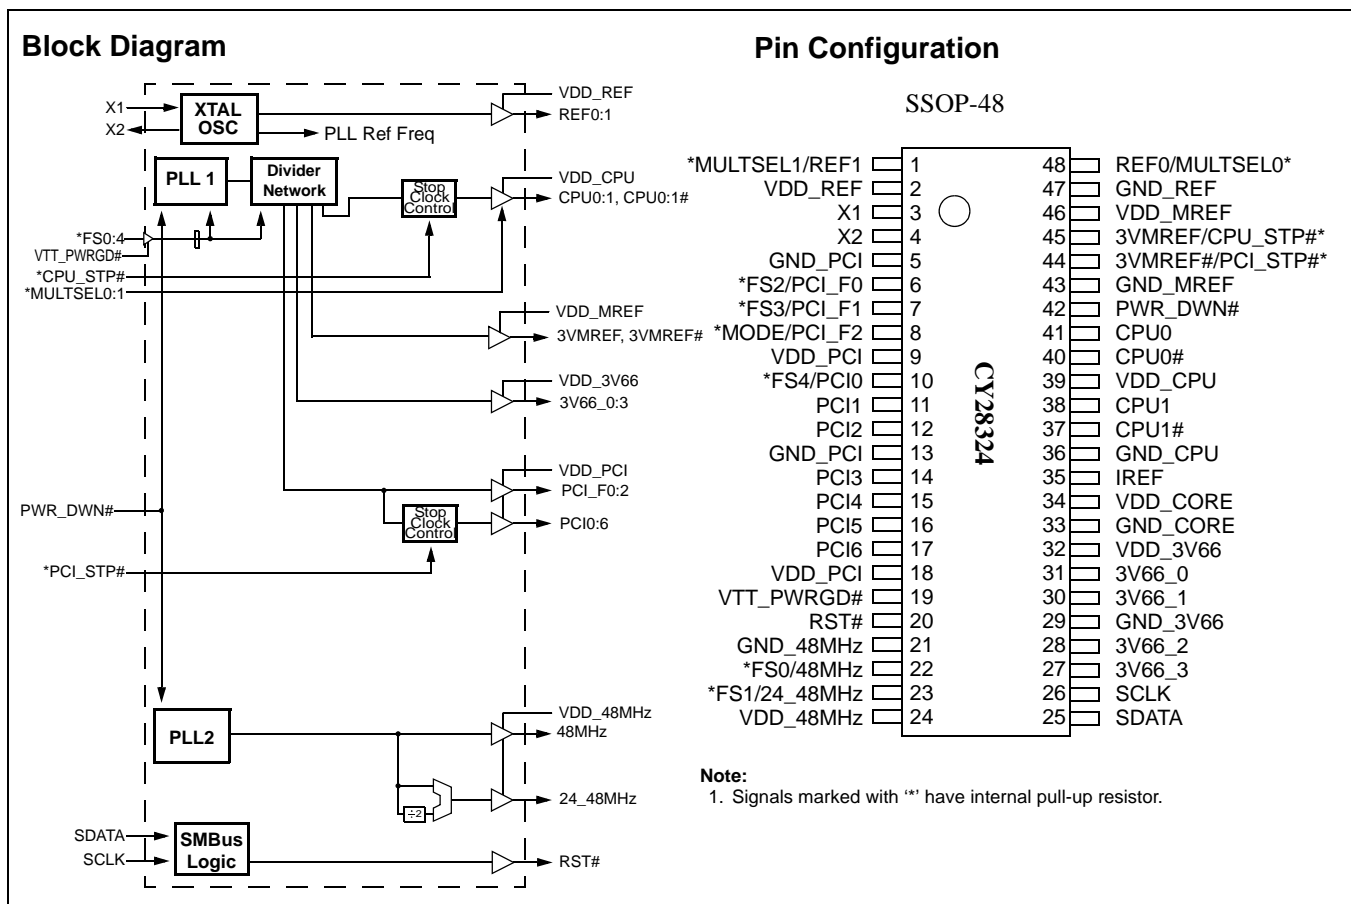 Block Diagram
VDD_REF
X1
XTAL
OSC
REF0:1
X2
PLL Ref Freq
PLL 1
Divider
Network
Stop
Clock
Control
VDD_CPU
CPU0:1, CPU0:1#
*FS0:4
VTT_PWRGD#
*CPU_STP#
*MULTSEL0:1
VDD_MREF
3VMREF, 3VMREF#
VDD_3V66
3V66_0:3
VDD_PCI
PCI_F0:2
PWR_DWN#
Stop
Clock
Control
PCI0:6
*PCI_STP#
VDD_48MHz
PLL2
48MHz
÷2
24_48MHz
SDATA
SCLK
SMBus
Logic
RST#
Pin Configuration
SSOP-48
*MULTSEL1/REF1 1 48 REF0/MULTSEL0*
VDD_REF 2 47 GND_REF
X1 3 46 VDD_MREF
X2 4 45 3VMREF/CPU_STP#*
GND_PCI 5 44 3VMREF#/PCI_STP#*
*FS2/PCI_F0 6 43 GND_MREF
*FS3/PCI_F1 7 42 PWR_DWN#
*MODE/PCI_F2 8 41 CPU0
VDD_PCI 9 40 CPU0#
*FS4/PCI0 10 39 VDD_CPU
PCI1 11 38 CPU1
PCI2 12 37 CPU1#
GND_PCI 13 36 GND_CPU
PCI3 14 35 IREF
PCI4 15 34 VDD_CORE
PCI5 16 33 GND_CORE
PCI6 17 32 VDD_3V66
VDD_PCI 18 31 3V66_0
VTT_PWRGD# 19 30 3V66_1
RST# 20 29 GND_3V66
GND_48MHz 21 28 3V66_2
*FS0/48MHz 22 27 3V66_3
*FS1/24_48MHz 23 26 SCLK
VDD_48MHz 24 25 SDATA
CY28324
Note:
1. Signals marked with ‘*’ have internal pull-up resistor.